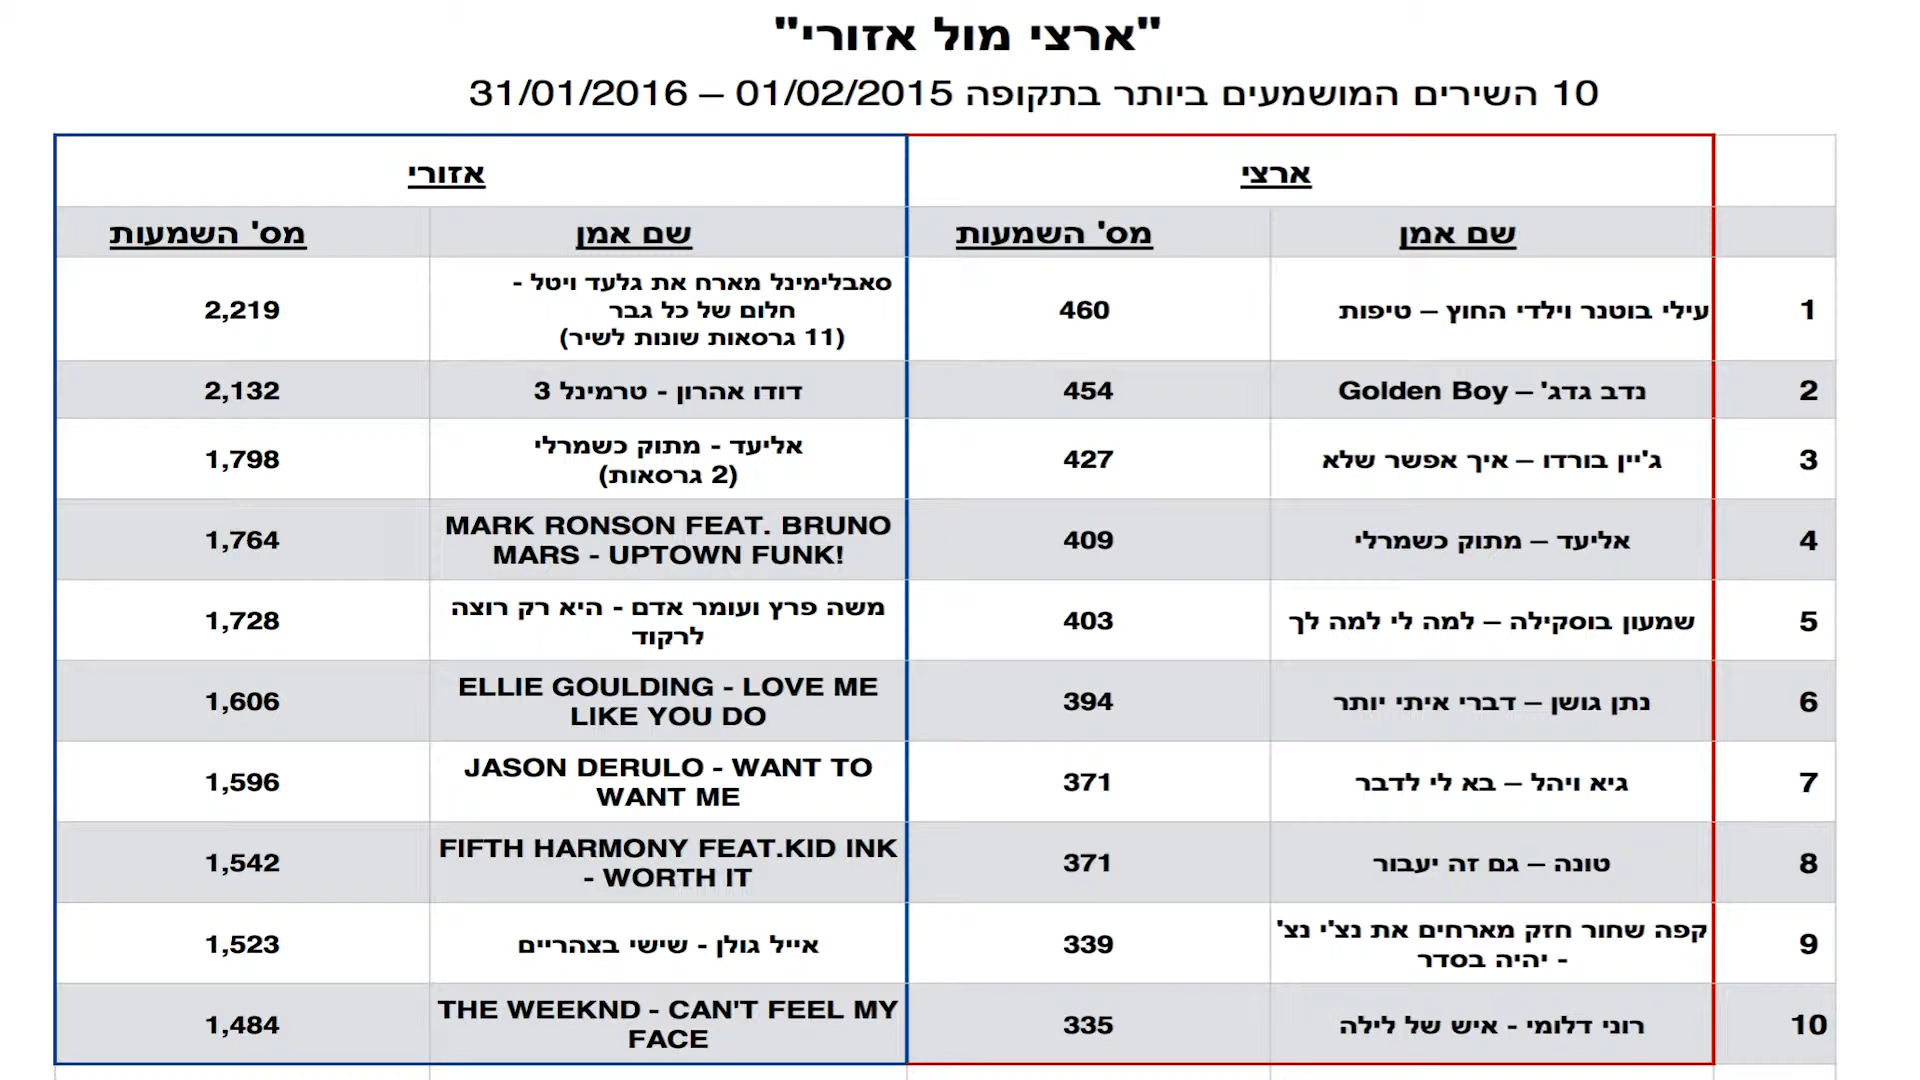 "ארצי מול אזורי"
10 השירים המושמעים ביותר בתקופה 01/02/2015 – 31/01/2016
ארצי
אזורי
שם אמן
מס' השמעות
שם אמן
מס' השמעות
1
עילי בוטנר וילדי החוץ – טיפות
460
סאבלימינל מארח את גלעד ויטל -
חלום של כל גבר
(11 גרסאות שונות לשיר)
2,219
2
נדב גדג' – Golden Boy
454
דודו אהרון - טרמינל 3
2,132
3
ג'יין בורדו – איך אפשר שלא
427
אליעד - מתוק כשמרלי
(2 גרסאות)
1,798
4
אליעד – מתוק כשמרלי
409
MARK RONSON FEAT. BRUNO
MARS - UPTOWN FUNK!
1,764
5
שמעון בוסקילה – למה לי למה לך
403
משה פרץ ועומר אדם - היא רק רוצה
לרקוד
1,728
6
נתן גושן – דברי איתי יותר
394
ELLIE GOULDING - LOVE ME
LIKE YOU DO
1,606
7
גיא ויהל – בא לי לדבר
371
JASON DERULO - WANT TO
WANT ME
1,596
8
טונה – גם זה יעבור
371
FIFTH HARMONY FEAT.KID INK
- WORTH IT
1,542
9
קפה שחור חזק מארחים את נצ'י נצ'
- יהיה בסדר
339
אייל גולן - שישי בצהריים
1,523
10
רוני דלומי - איש של לילה
335
THE WEEKND - CAN'T FEEL MY
FACE
1,484